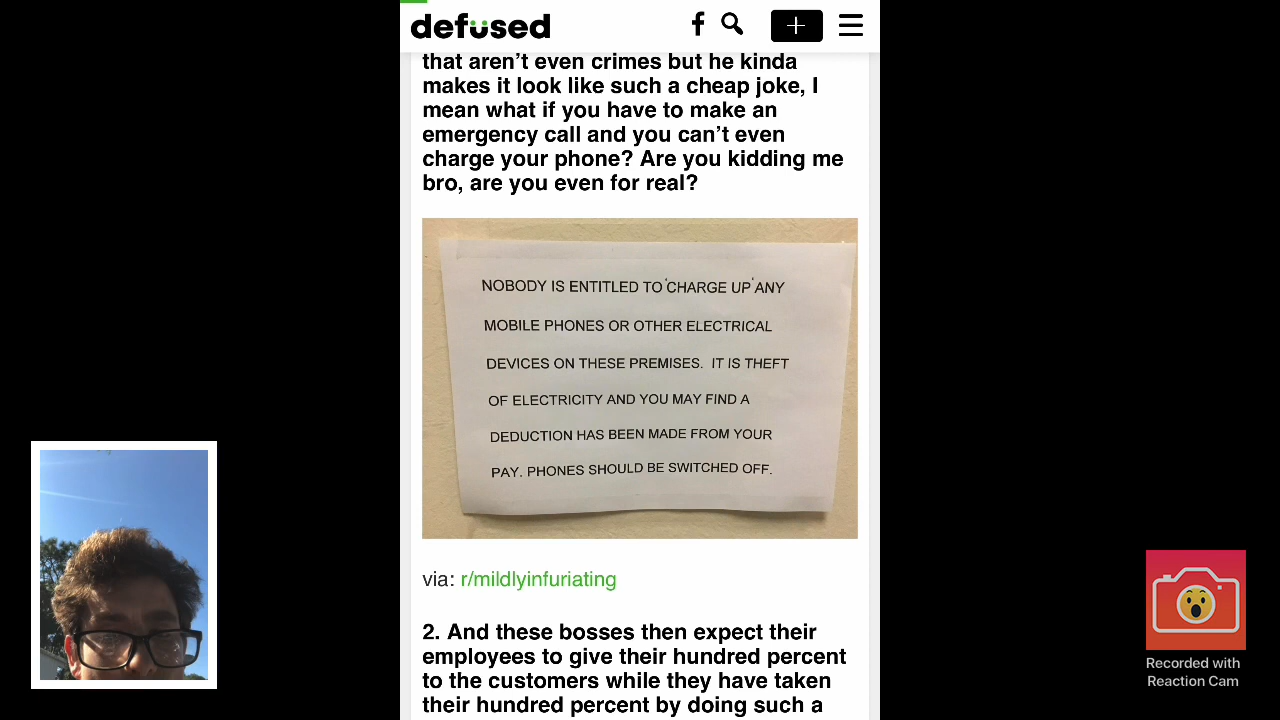 defused
that aren’t even crimes but he kinda
makes it look like such a cheap joke, I
mean what if you have to make an
emergency call and you can’t even
charge your phone? Are you kidding me
bro, are you even for real?
NOBODY IS ENTITLED TO 'CHARGE UP' ANY
MOBILE PHONES OR OTHER ELECTRICAL
DEVICES ON THESE PREMISES. IT IS THEFT
OF ELECTRICITY AND YOU MAY FIND A
DEDUCTION HAS BEEN MADE FROM YOUR
PAY. PHONES SHOULD BE SWITCHED OFF.
via: r/mildlyinfuriating
2. And these bosses then expect their
employees to give their hundred percent
to the customers while they have taken
their hundred percent by doing such a
Recorded with
Reaction Cam